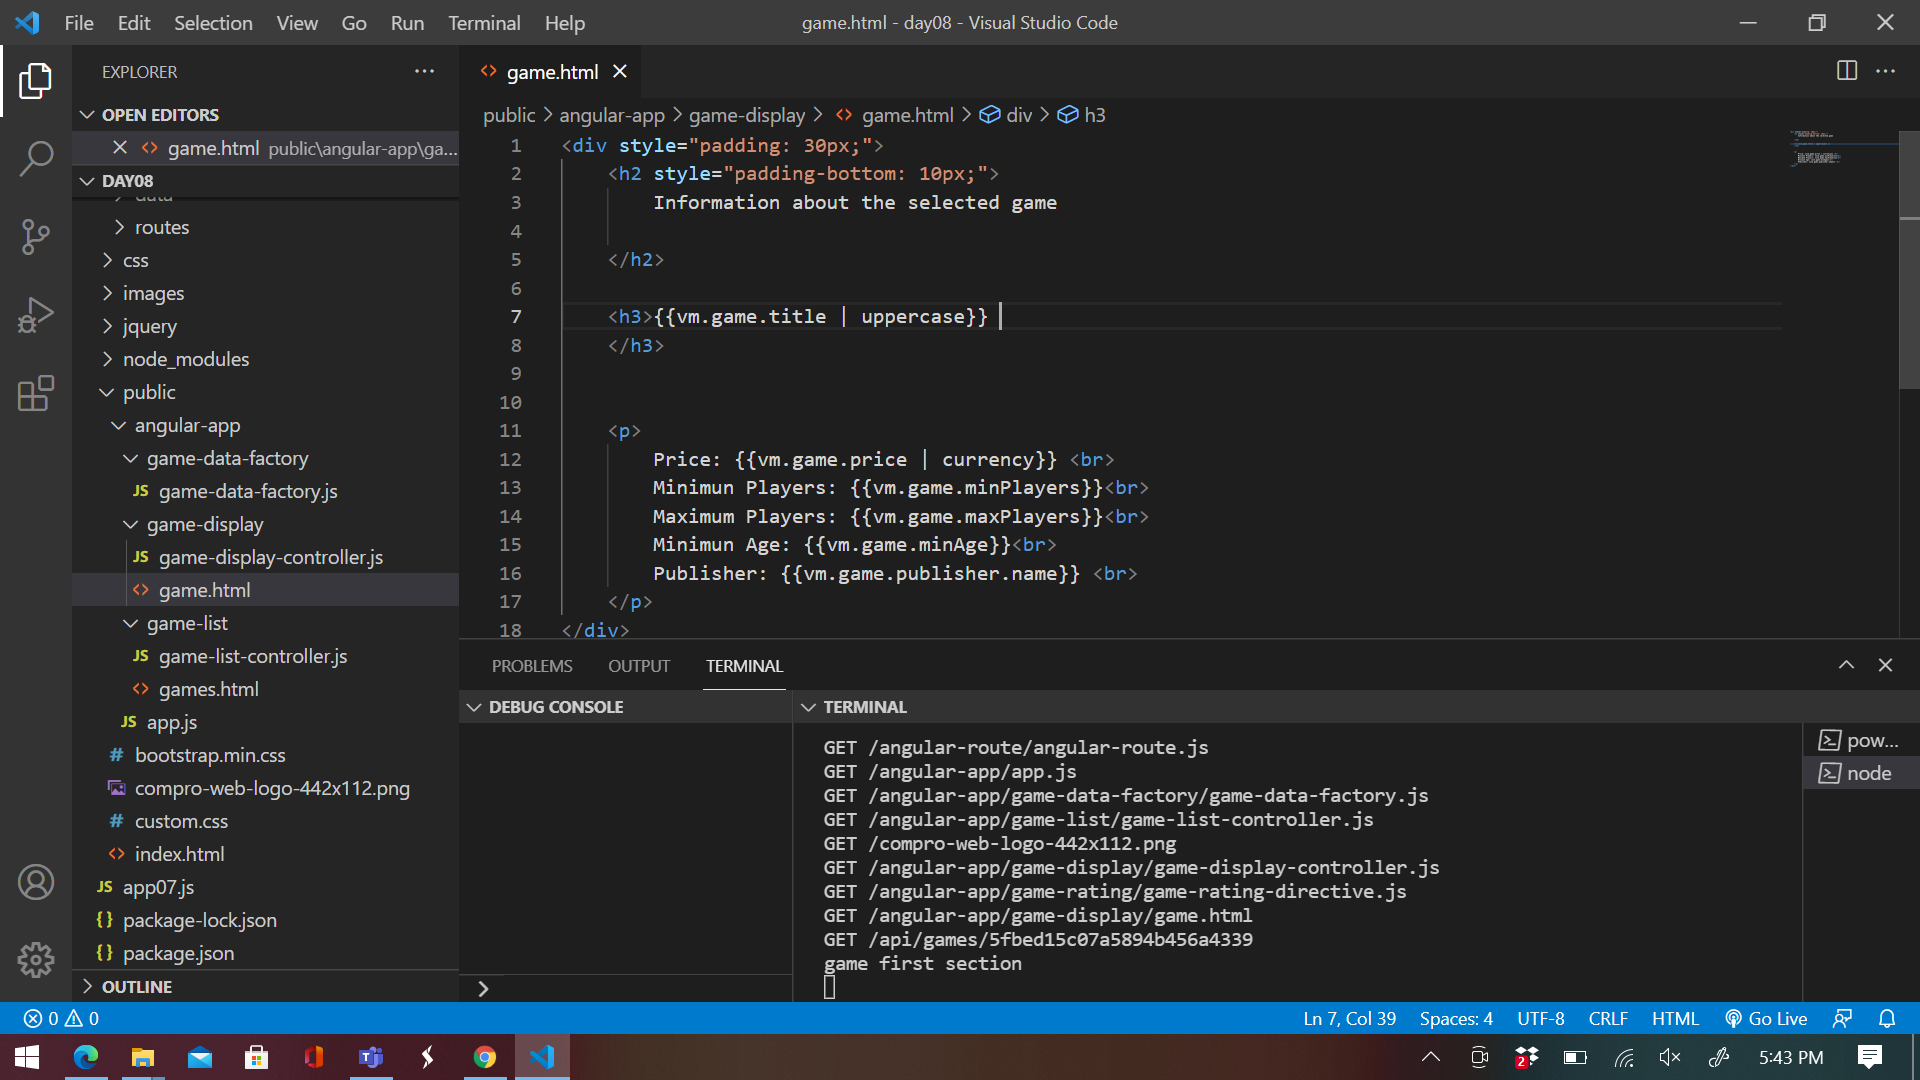 File Edit Selection View Go Run Terminal Help
game.html - day08 - Visual Studio Code
EXPLORER
OPEN EDITORS
game.html public\angular-app\ga...
DAY08
data
routes
css
images
jquery
node_modules
public
angular-app
game-data-factory
JS game-data-factory.js
game-display
JS game-display-controller.js
game.html
game-list
JS game-list-controller.js
games.html
JS app.js
# bootstrap.min.css
compro-web-logo-442x112.png
# custom.css
index.html
JS app07.js
{} package-lock.json
{} package.json
OUTLINE
game.html
public > angular-app > game-display > game.html > div > h3
1 <div style="padding: 30px;">
2 <h2 style="padding-bottom: 10px;">
3 Information about the selected game
4
5 </h2>
6
7 <h3>{{vm.game.title | uppercase}}
8 </h3>
9
10
11 <p>
12 Price: {{vm.game.price | currency}} <br>
13 Minimun Players: {{vm.game.minPlayers}}<br>
14 Maximum Players: {{vm.game.maxPlayers}}<br>
15 Minimun Age: {{vm.game.minAge}}<br>
16 Publisher: {{vm.game.publisher.name}} <br>
17 </p>
18 </div>
PROBLEMS OUTPUT TERMINAL
DEBUG CONSOLE
TERMINAL
GET /angular-route/angular-route.js
GET /angular-app/app.js
GET /angular-app/game-data-factory/game-data-factory.js
GET /angular-app/game-list/game-list-controller.js
GET /compro-web-logo-442x112.png
GET /angular-app/game-display/game-display-controller.js
GET /angular-app/game-rating/game-rating-directive.js
GET /angular-app/game-display/game.html
GET /api/games/5fbed15c07a5894b456a4339
game first section
pow...
node
0 0
Ln 7, Col 39 Spaces: 4 UTF-8 CRLF HTML Go Live
2
5:43 PM